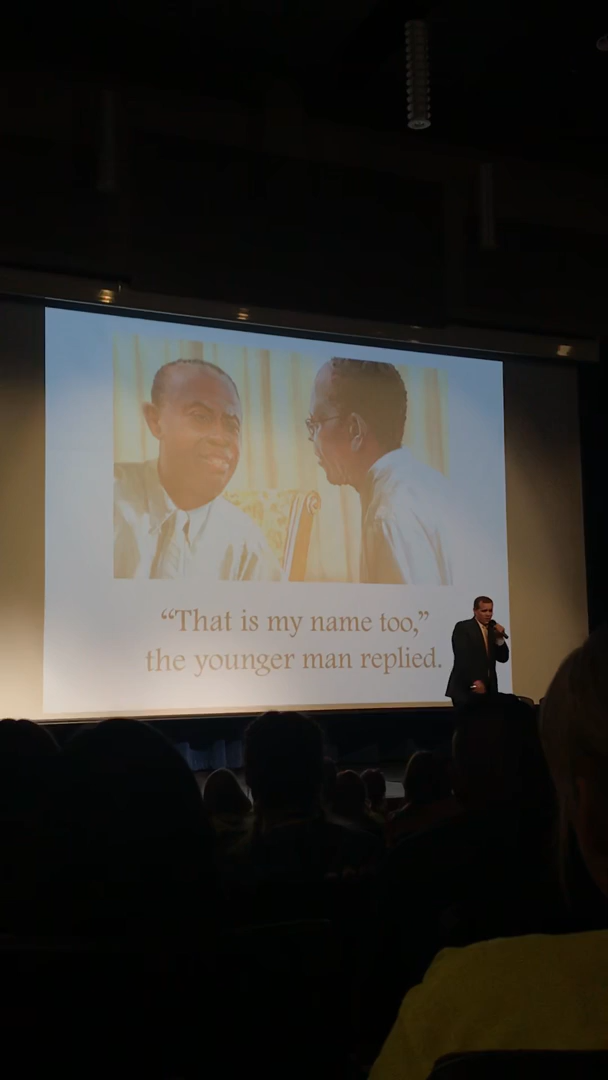 “That is my name too,”
the younger man replied.